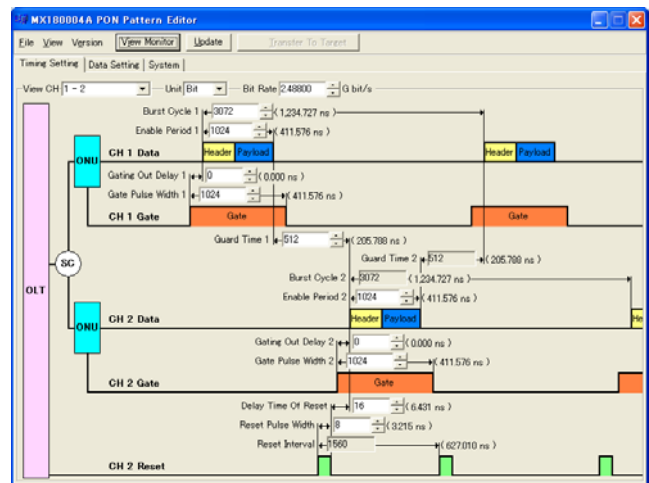 MX180004A PON Pattern Editor
File View Version View Monitor Update Transfer To Target
Timing Setting Data Setting System
View CH 1 - 2 Unit Bit Bit Rate 2.48800 G bit/s
Burst Cycle 1 3072 ( 1,234.727 ns )
Enable Period 1 1024 ( 411.576 ns )
ONU CH 1 Data Header Payload Header Payload
Gating Out Delay 1 0 ( 0.000 ns )
Gate Pulse Width 1 1024 ( 411.576 ns )
CH 1 Gate Gate Gate
Guard Time 1 512 ( 205.788 ns )
SC
Guard Time 2 512 ( 205.788 ns )
Burst Cycle 2 3072 ( 1,234.727 ns )
OLT
Enable Period 2 1024 ( 411.576 ns )
ONU CH 2 Data Header Payload He
Gating Out Delay 2 0 ( 0.000 ns )
Gate Pulse Width 2 1024 ( 411.576 ns )
CH 2 Gate Gate
Delay Time Of Reset 16 ( 6.431 ns )
Reset Pulse Width 8 ( 3.215 ns )
Reset Interval 1560 ( 627.010 ns )
CH 2 Reset